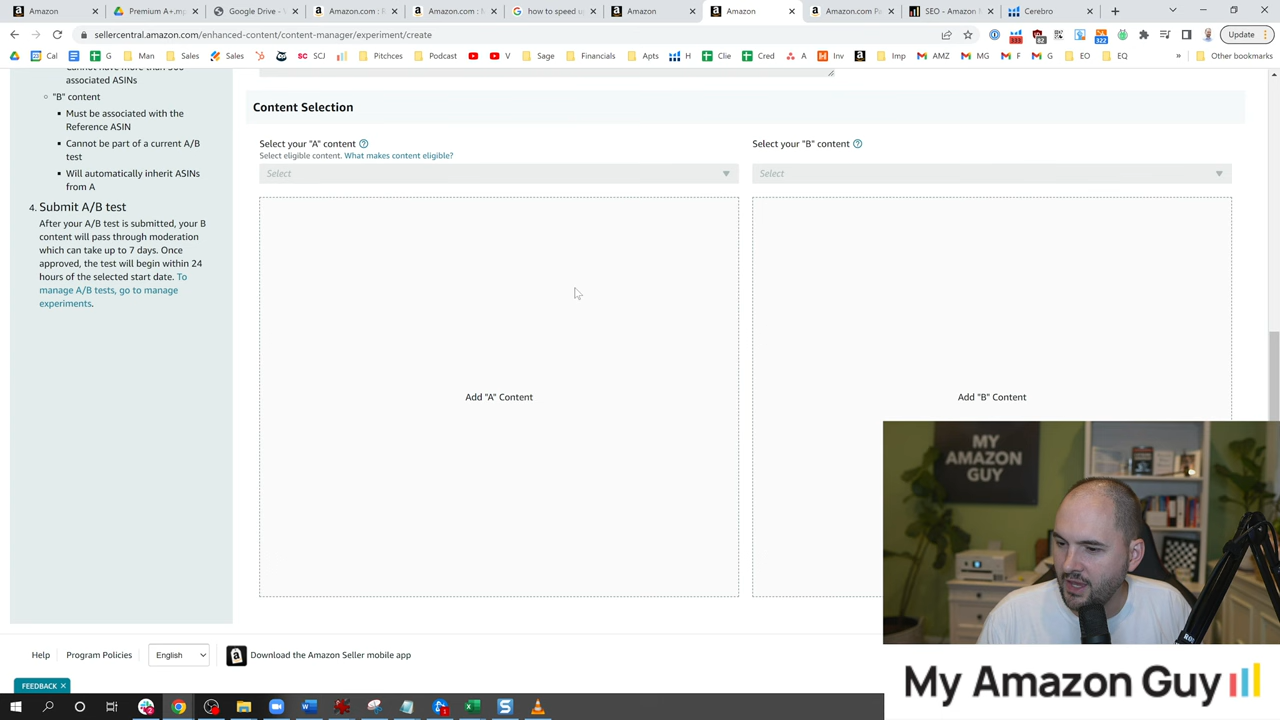 Amazon
Premium A+.mp
Google Drive - V
Amazon.com : R
Amazon.com : M
how to speed u
Amazon
Amazon
Amazon.com Pa
SEO - Amazon M
Cerebro
sellercentral.amazon.com/enhanced-content/content-manager/experiment/create
Update
Cal
G
Man
Sales
Sales
SCJ
Pitches
Podcast
V
Sage
Financials
Apts
H
Clie
Cred
A
Inv
Imp
AMZ
MG
F
G
EO
EQ
Other bookmarks
associated ASINs
"B" content
Must be associated with the
Reference ASIN
Cannot be part of a current A/B
test
Will automatically inherit ASINs
from A
4. Submit A/B test
After your A/B test is submitted, your B
content will pass through moderation
which can take up to 7 days. Once
approved, the test will begin within 24
hours of the selected start date. To
manage A/B tests, go to manage
experiments.
Content Selection
Select your "A" content
Select eligible content. What makes content eligible?
Select
Add "A" Content
Select your "B" content
Select
Add "B" Content
MY
AMAZON
GUY
Help
Program Policies
English
Download the Amazon Seller mobile app
FEEDBACK
My Amazon Guy